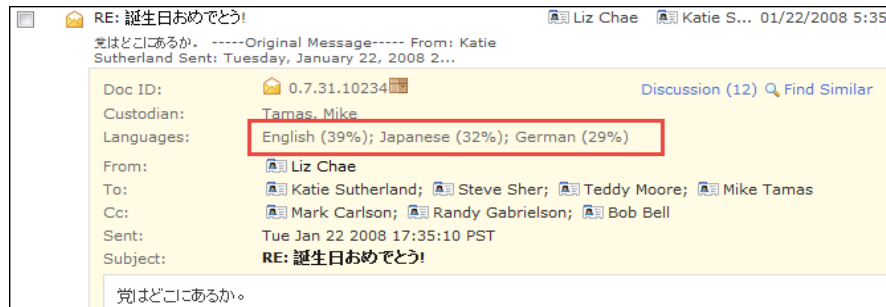 RE: 誕生日おめでとう! Liz Chae Katie S... 01/22/2008 5:35
党はどこにあるか。 -----Original Message----- From: Katie
Sutherland Sent: Tuesday, January 22, 2008 2...
Doc ID: 0.7.31.10234 Discussion (12) Find Similar
Custodian: Tamas, Mike
Languages: English (39%); Japanese (32%); German (29%)
From: Liz Chae
To: Katie Sutherland; Steve Sher; Teddy Moore; Mike Tamas
Cc: Mark Carlson; Randy Gabrielson; Bob Bell
Sent: Tue Jan 22 2008 17:35:10 PST
Subject: RE: 誕生日おめでとう!
党はどこにあるか。